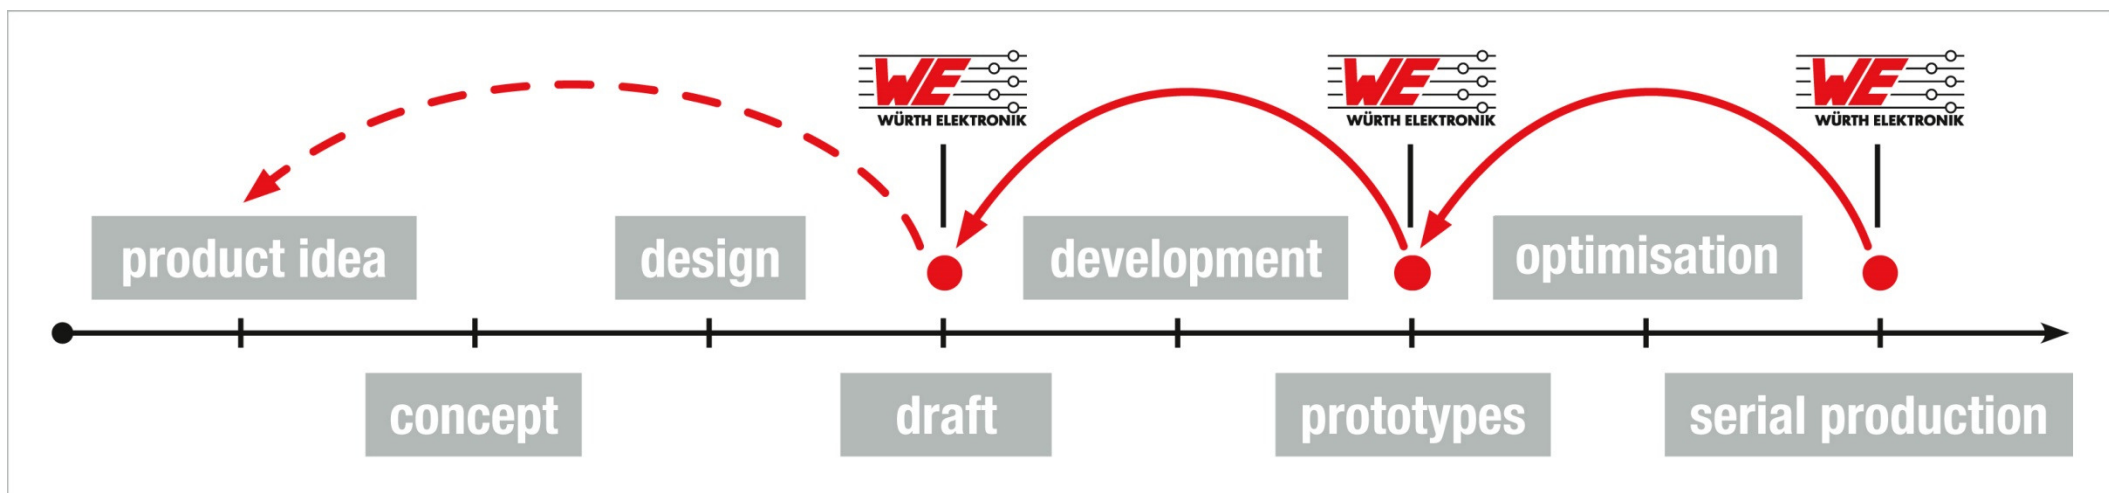 WE
WÜRTH ELEKTRONIK
WE
WÜRTH ELEKTRONIK
WE
WÜRTH ELEKTRONIK
product idea
design
development
optimisation
concept
draft
prototypes
serial production